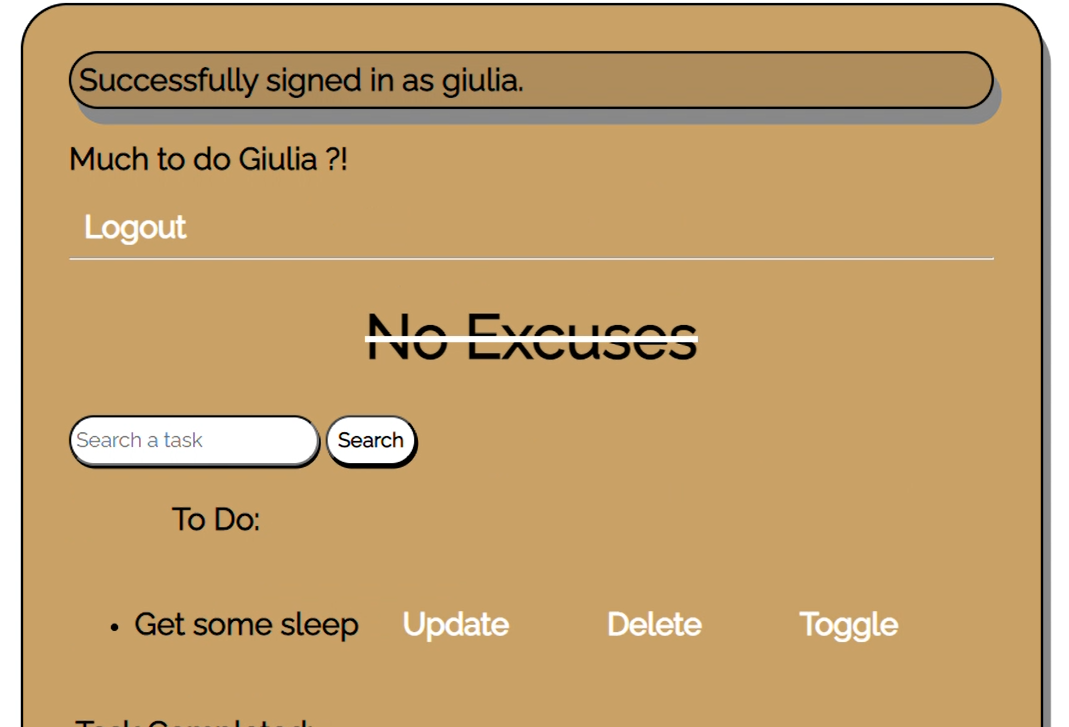 Successfully signed in as giulia.
Much to do Giulia ?!
Logout
No Excuses
Search a task Search
To Do:
• Get some sleep Update Delete Toggle